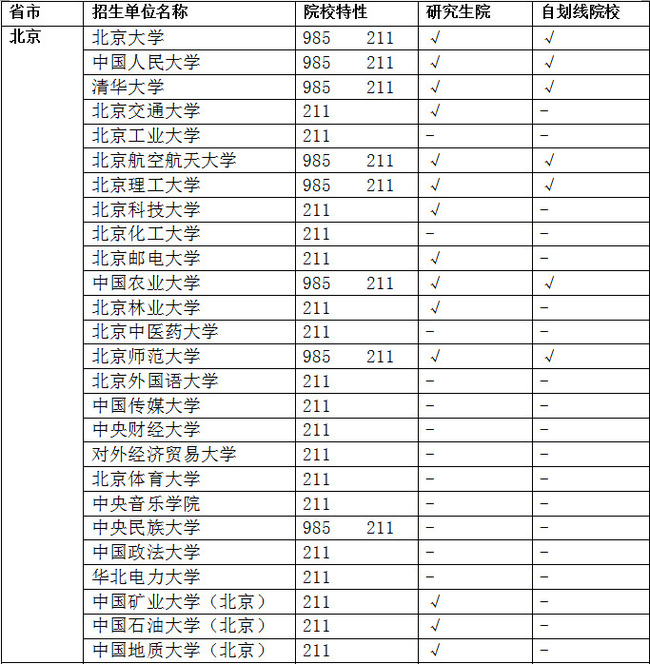 省市 招生单位名称 院校特性 研究生院 自划线院校
北京 北京大学 985 211 √ √
中国人民大学 985 211 √ √
清华大学 985 211 √ √
北京交通大学 211 √ -
北京工业大学 211 - -
北京航空航天大学 985 211 √ √
北京理工大学 985 211 √ √
北京科技大学 211 √ -
北京化工大学 211 - -
北京邮电大学 211 √ -
中国农业大学 985 211 √ √
北京林业大学 211 √ -
北京中医药大学 211 - -
北京师范大学 985 211 √ √
北京外国语大学 211 - -
中国传媒大学 211 - -
中央财经大学 211 - -
对外经济贸易大学 211 - -
北京体育大学 211 - -
中央音乐学院 211 - -
中央民族大学 985 211 - -
中国政法大学 211 - -
华北电力大学 211 - -
中国矿业大学（北京） 211 √ -
中国石油大学（北京） 211 √ -
中国地质大学（北京） 211 √ -